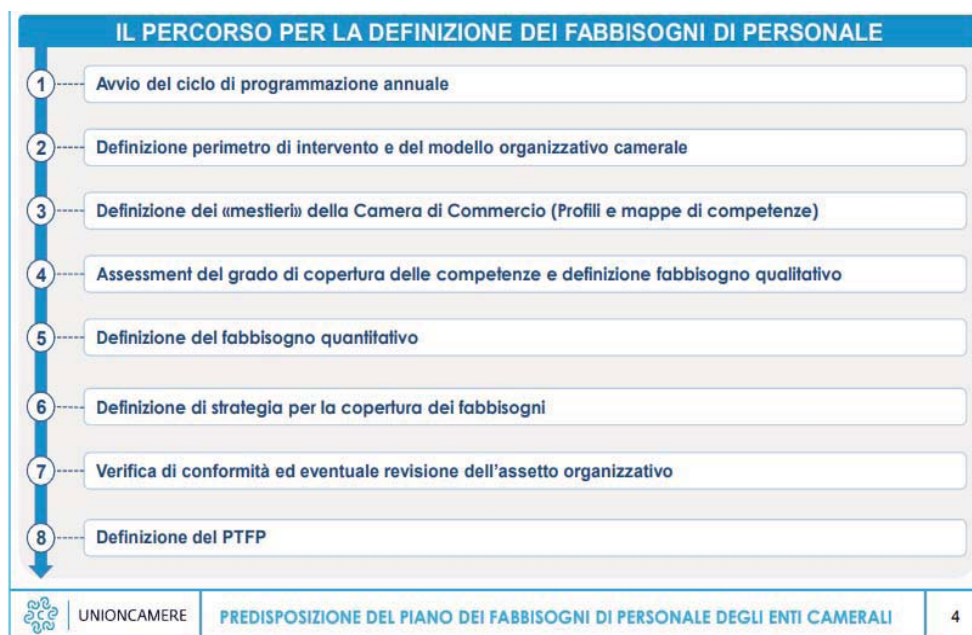 IL PERCORSO PER LA DEFINIZIONE DEI FABBISOGNI DI PERSONALE
1 Avvio del ciclo di programmazione annuale
2 Definizione perimetro di intervento e del modello organizzativo camerale
3 Definizione dei «mestieri» della Camera di Commercio (Profili e mappe di competenze)
4 Assessment del grado di copertura delle competenze e definizione fabbisogno qualitativo
5 Definizione del fabbisogno quantitativo
6 Definizione di strategia per la copertura dei fabbisogni
7 Verifica di conformità ed eventuale revisione dell'assetto organizzativo
8 Definizione del PTFP
UNIONCAMERE PREDISPOSIZIONE DEL PIANO DEI FABBISOGNI DI PERSONALE DEGLI ENTI CAMERALI 4